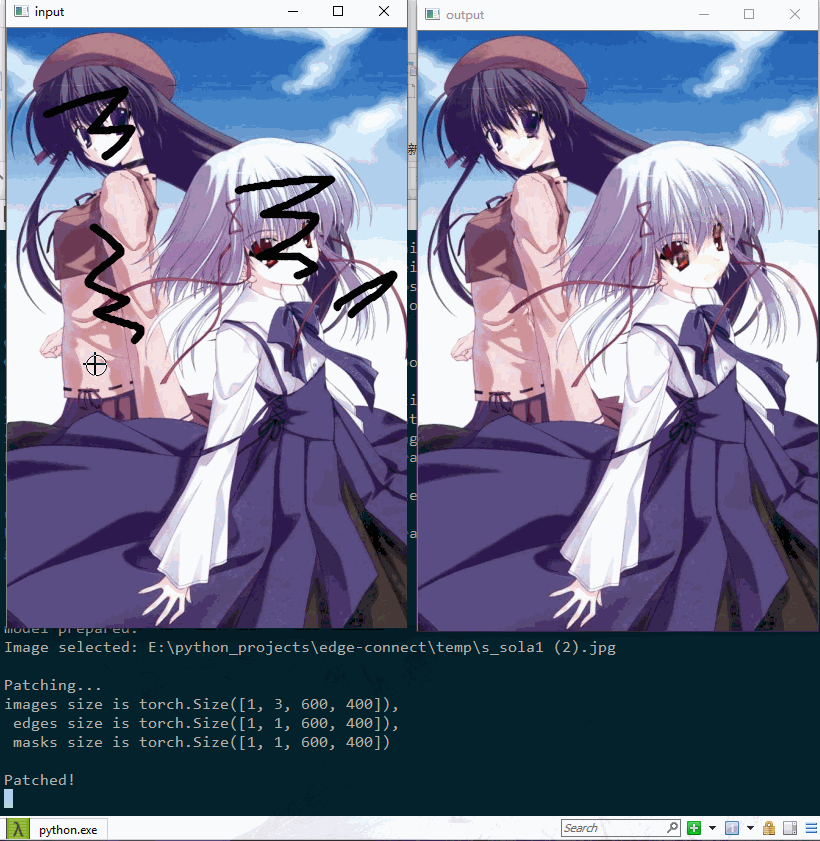 input
output
model prepared.
Image selected: E:\python_projects\edge-connect\temp\s_sola1 (2).jpg
Patching...
images size is torch.Size([1, 3, 600, 400]),
edges size is torch.Size([1, 1, 600, 400]),
masks size is torch.Size([1, 1, 600, 400])
Patched!
λ python.exe
Search